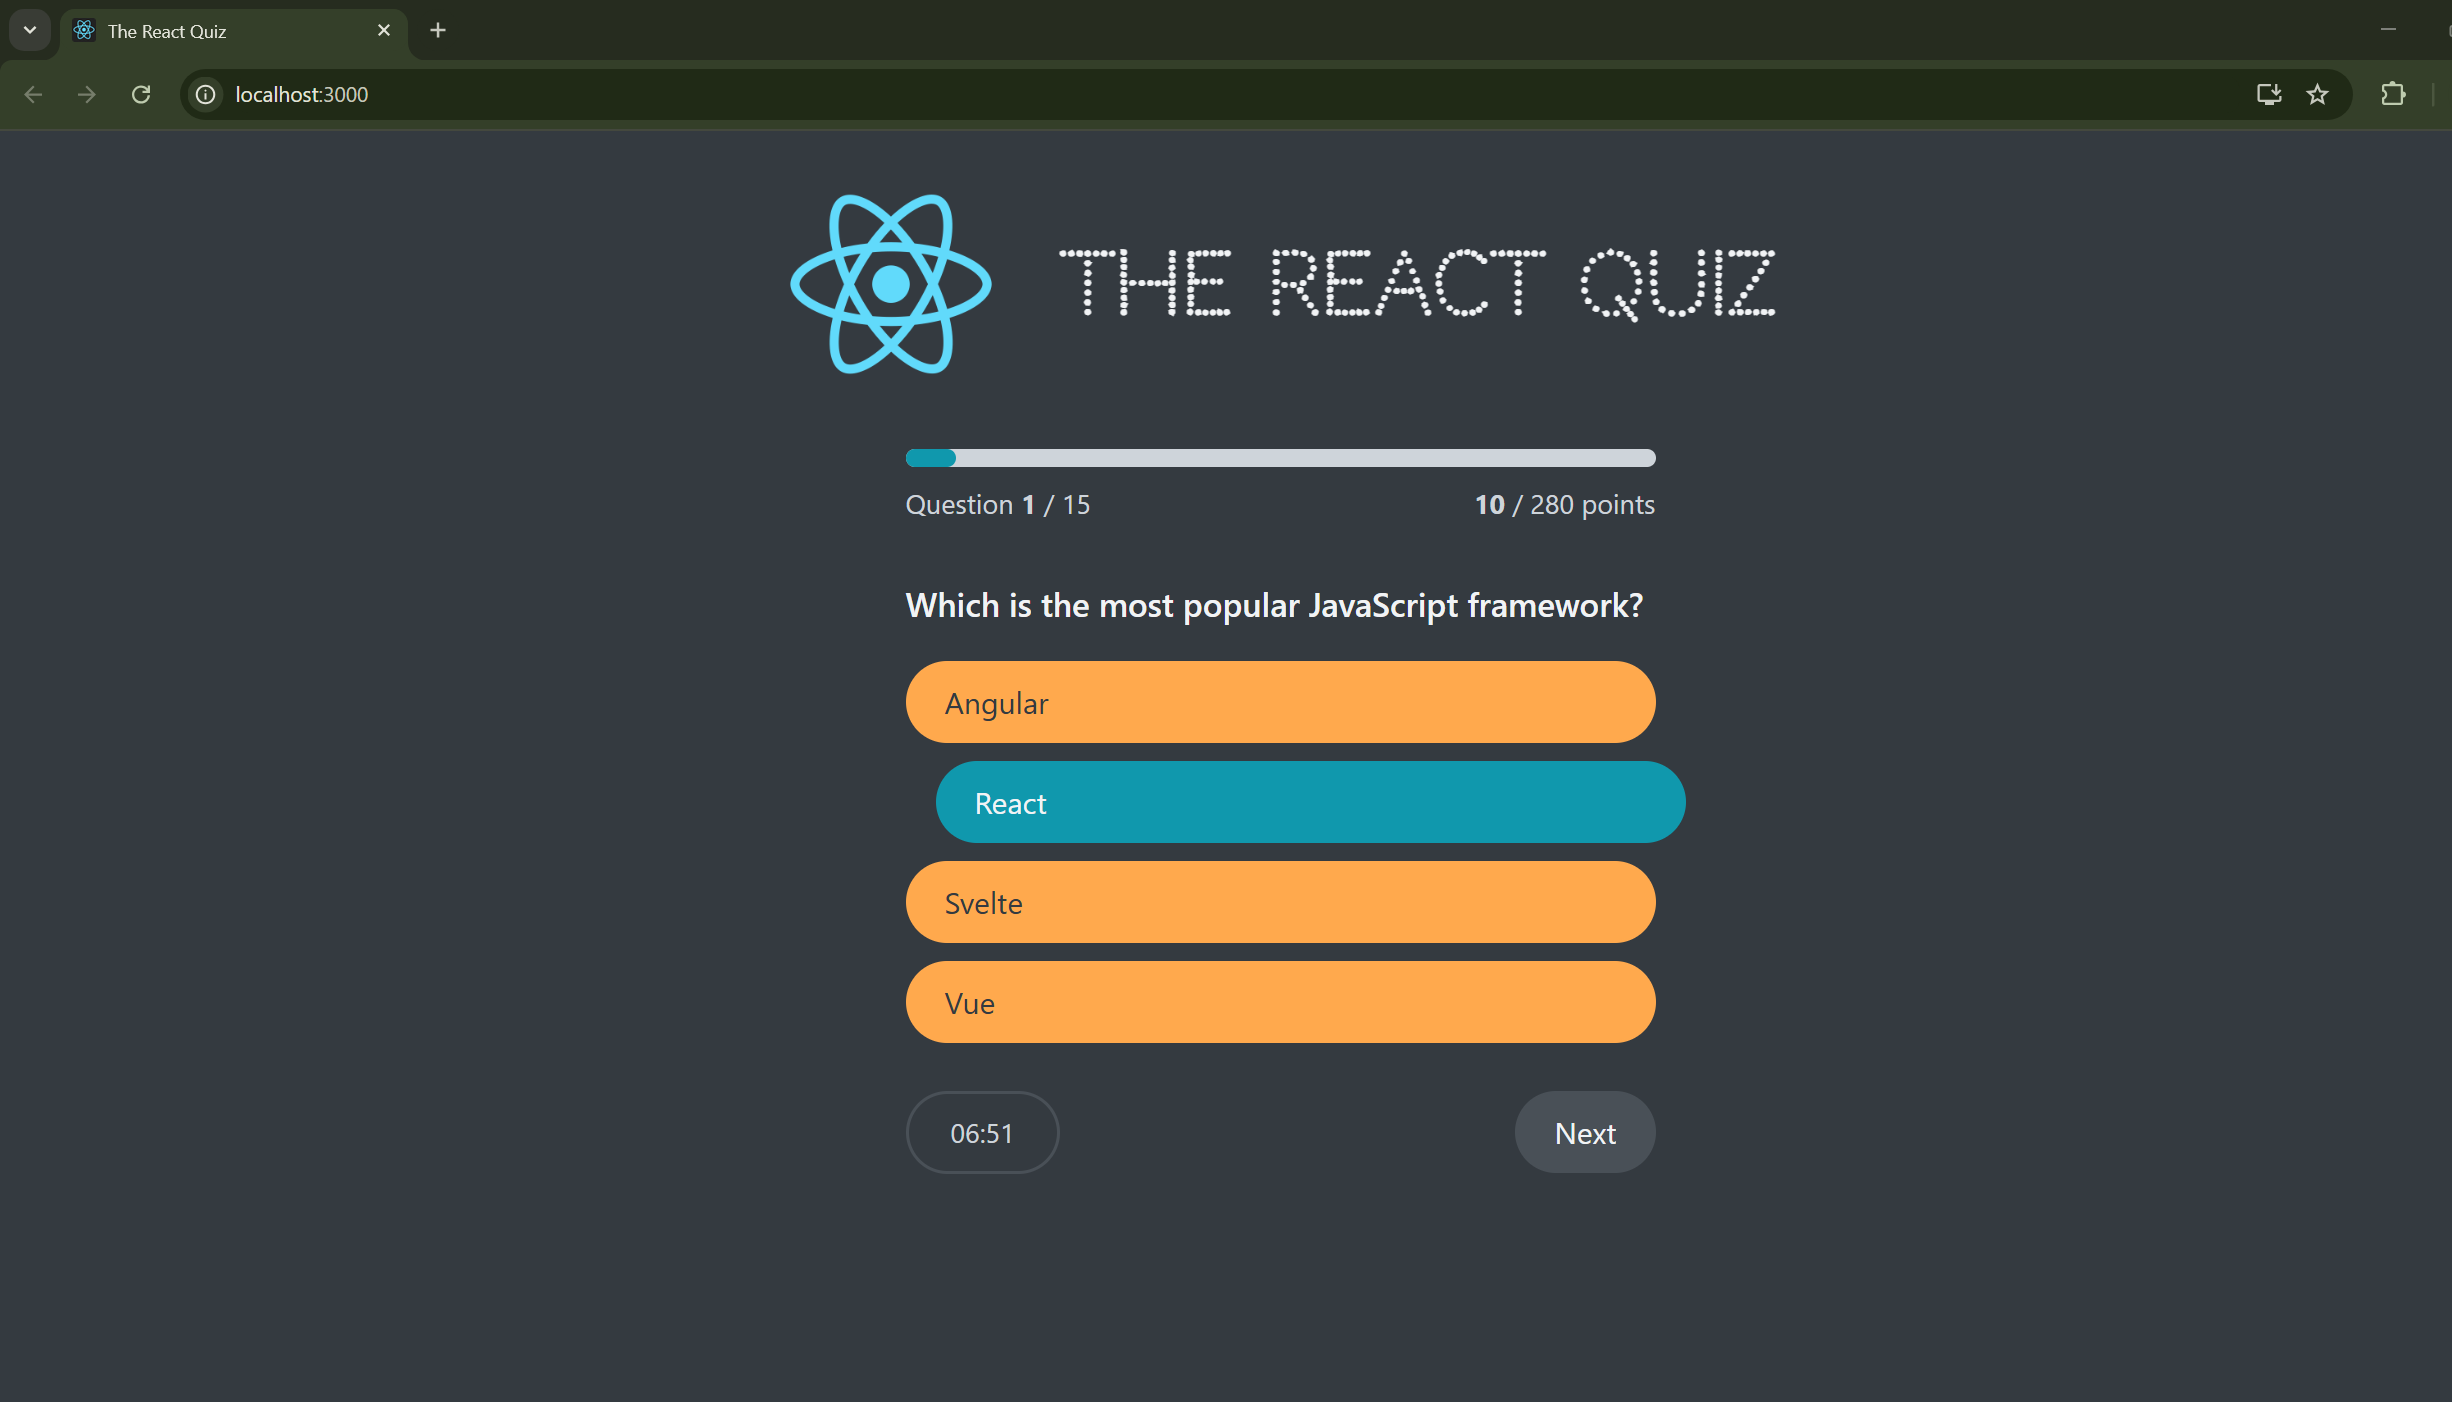 The React Quiz
localhost:3000
THE REACT QUIZ
Question 1 / 15
10 / 280 points
Which is the most popular JavaScript framework?
Angular
React
Svelte
Vue
06:51
Next